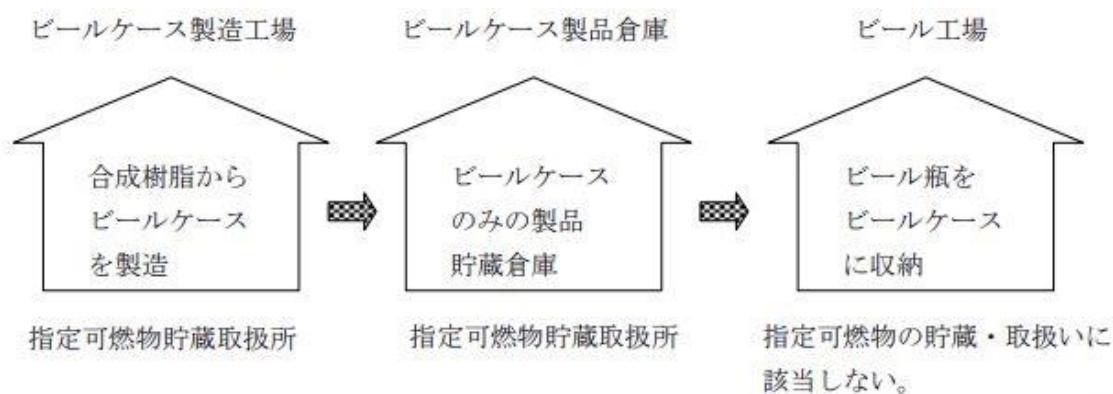 ビールケース製造工場
ビールケース製品倉庫
ビール工場
合成樹脂から
ビールケース
を製造
ビールケース
のみの製品
貯蔵倉庫
ビール瓶を
ビールケース
に収納
指定可燃物貯蔵取扱所
指定可燃物貯蔵取扱所
指定可燃物の貯蔵・取扱いに
該当しない。